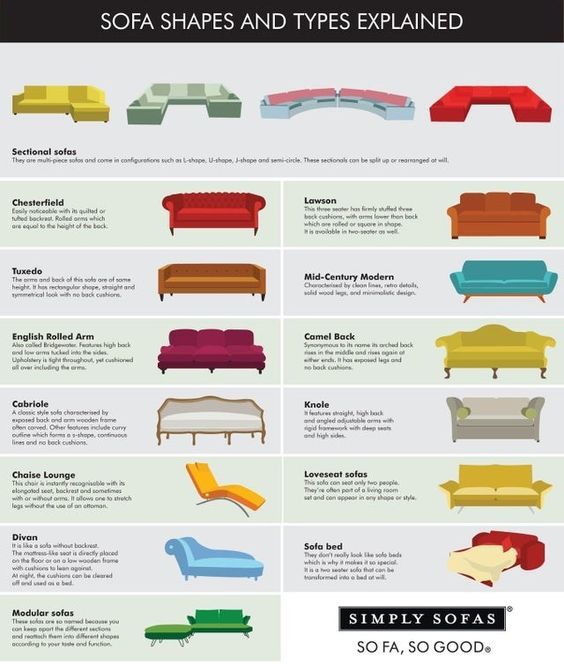 SOFA SHAPES AND TYPES EXPLAINED
Sectional sofas
They are multi-piece sofas and come in configurations such as L-shape, U-shape, J-shape and semi-circle. These sectionals can be split up or rearranged at will.
Chesterfield
Easily noticeable with its quilted or
tufted backrest. Rolled arms which
are equal to the height of the back.
Lawson
This three seater has firmly stuffed three
back cushions, with arms lower than back
which are rolled or square in shape.
It is available in two-seater as well.
Tuxedo
The arms and back of this sofa are of same
height. It has rectangular shape, straight and
symmetrical look with no back cushions.
Mid-Century Modern
Characterised by clean lines, retro details,
solid wood legs, and minimalistic design.
English Rolled Arm
Also called Bridgewater. Features high back
and low arms tucked into the sides.
Upholstery is tight throughout, yet cushioned
all over including the arms.
Camel Back
Synonymous to its name its arched back
rises in the middle and rises again at
either ends. It has exposed legs and
no back cushions.
Cabriole
A classic style sofa characterised by
exposed back and arm wooden frame
often carved. Other features include curvy
outline which forms a s-shape, continuous
lines and no back cushions.
Knole
It features straight, high back
and angled adjustable arms with
rigid framework with deep seats
and high sides.
Chaise Lounge
This chair is instantly recognisable with its
elongated seat, backrest and sometimes
with or without arms. It allows one to stretch
legs without the use of an ottoman.
Loveseat sofas
This sofa can seat only two people.
They're often part of a living room
set and can appear in any shape or style.
Divan
It is like a sofa without backrest.
The mattress-like seat is directly placed
on the floor or on a low wooden frame
with cushions to lean against.
At night, the cushions can be cleared
off and used as a bed.
Sofa bed
They don't really look like sofa beds
which is why it makes it so special.
It is a two seater sofa that can be
transformed into a bed at will.
Modular sofas
These sofas are so named because you
can keep apart the different sections
and reattach them into different shapes
according to your taste and function.
SIMPLY SOFAS®
SO FA, SO GOOD®